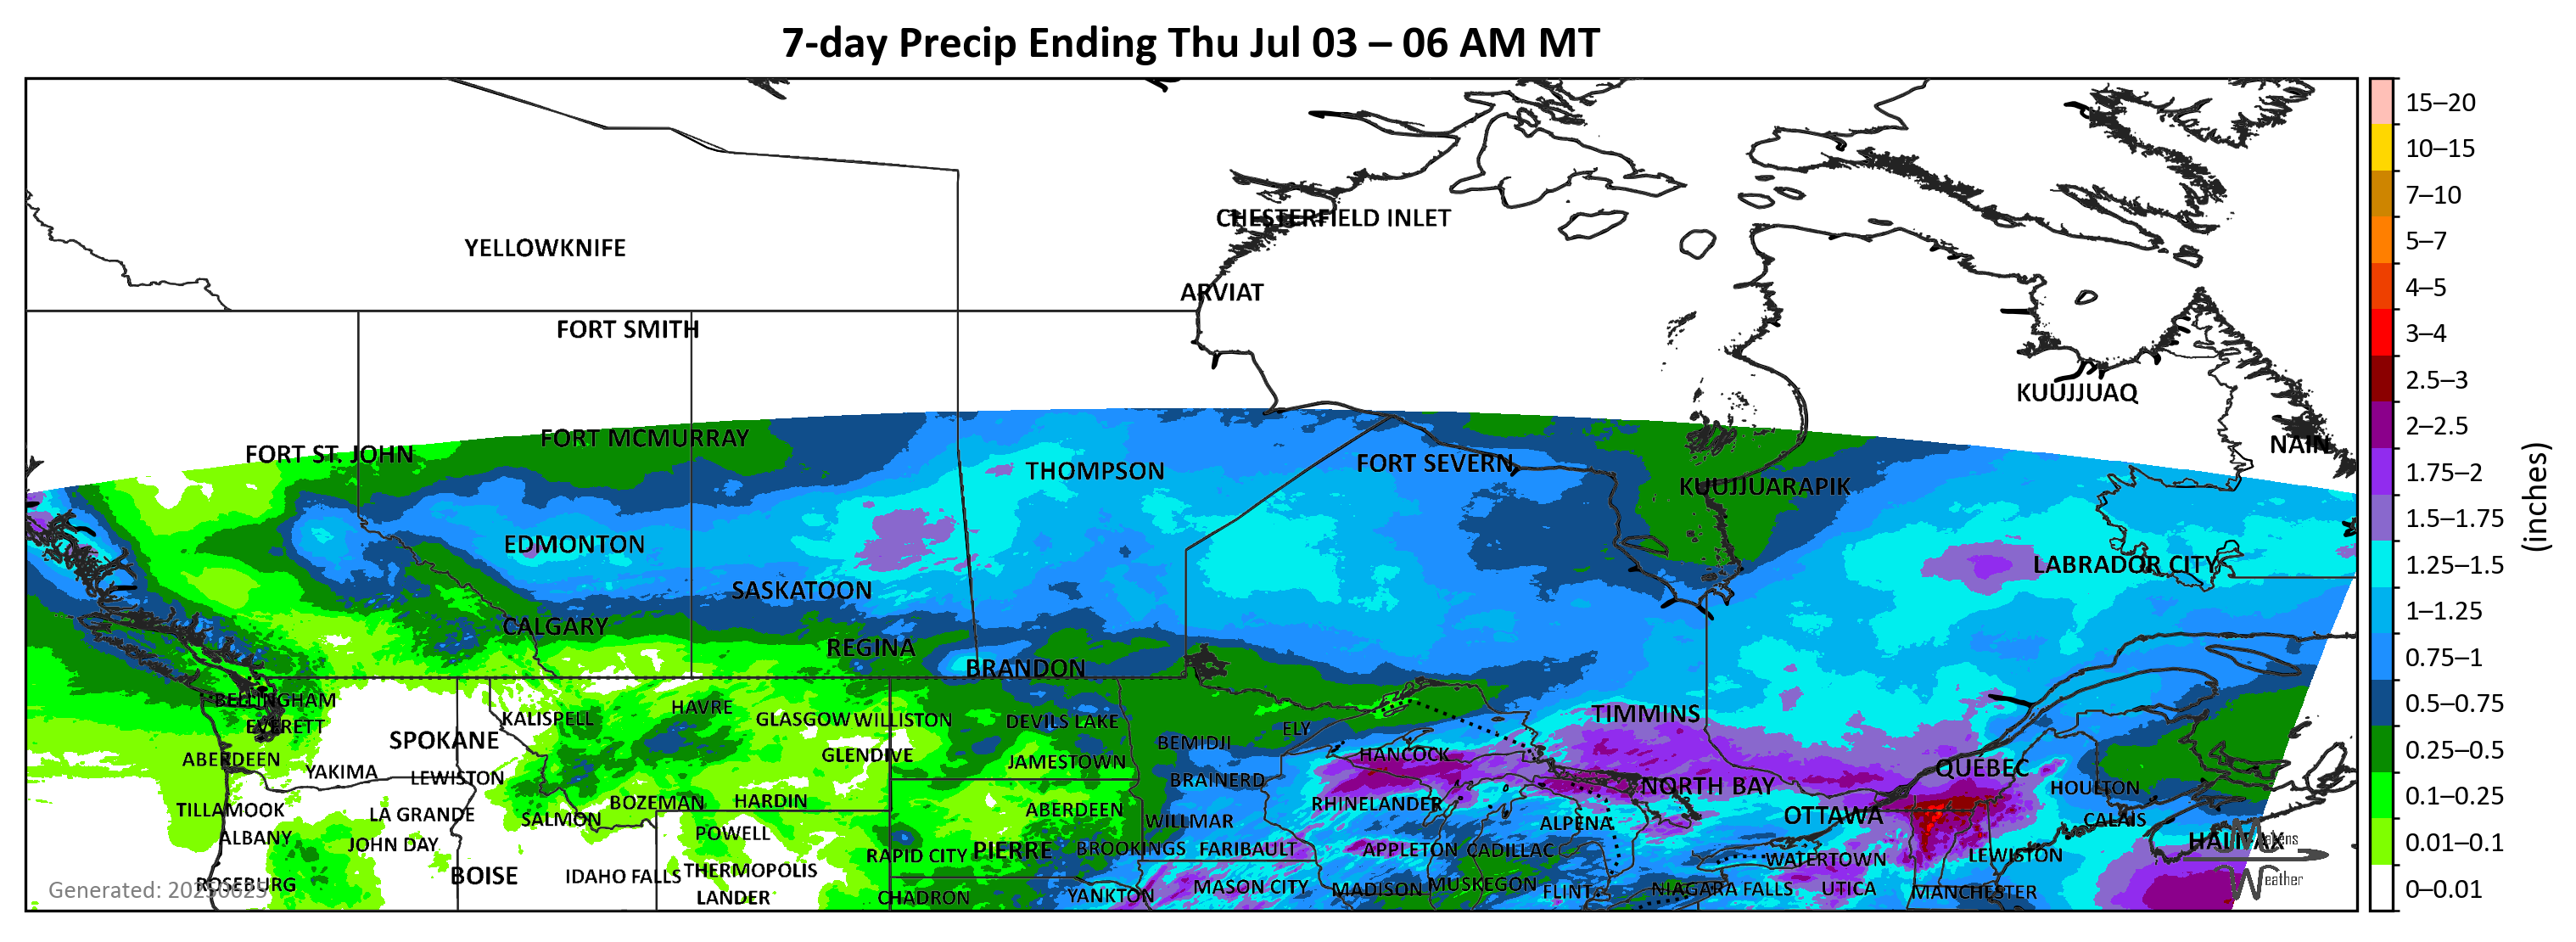 7-day Precip Ending Thu Jul 03 – 06 AM MT
CHESTERFIELD INLET
YELLOWKNIFE
ARVIAT
FORT SMITH
KUUJJUAQ
FORT MCMURRAY
NAIN
FORT ST. JOHN
FORT SEVERN
THOMPSON
KUUJJUARAPIK
EDMONTON
LABRADOR CITY
SASKATOON
CALGARY
REGINA
BRANDON
BELLINGHAM
HAVRE
TIMMINS
KALISPELL
GLASGOW
WILLISTON
DEVILS LAKE
EVERETT
ELY
SPOKANE
BEMIDJI
GLENDIVE
HANCOCK
ABERDEEN
JAMESTOWN
QUEBEC
YAKIMA
LEWISTON
BRAINERD
NORTH BAY
HOULTON
BOZEMAN
HARDIN
RHINELANDER
TILLAMOOK
ABERDEEN
LA GRANDE
OTTAWA
SALMON
WILLMAR
ALPENA
CALAIS
POWELL
ALBANY
HALIFAX
JOHN DAY
BROOKINGS
FARIBAULT
APPLETON
CADILLAC
PIERRE
RAPID CITY
LEWISTON
WATERTOWN
THERMOPOLIS
BOISE
IDAHO FALLS
ROSEBURG
MUSKEGON
MASON CITY
MADISON
FLINT
NIAGARA FALLS
UTICA
MANCHESTER
LANDER
CHADRON
YANKTON
Weather
15–20
10–15
7–10
5–7
4–5
3–4
2.5–3
2–2.5
1.75–2
1.5–1.75
1.25–1.5
1–1.25
0.75–1
0.5–0.75
0.25–0.5
0.1–0.25
0.01–0.1
0–0.01
(inches)
Generated: 20250625